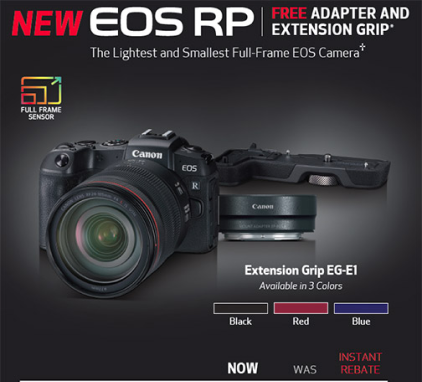 NEW EOS RP FREE ADAPTER AND
EXTENSION GRIP*
The Lightest and Smallest Full-Frame EOS Camera†
FULL FRAME
SENSOR
Canon
EOS
R
Canon
Extension Grip EG-E1
Available in 3 Colors
Black Red Blue
NOW WAS INSTANT
REBATE